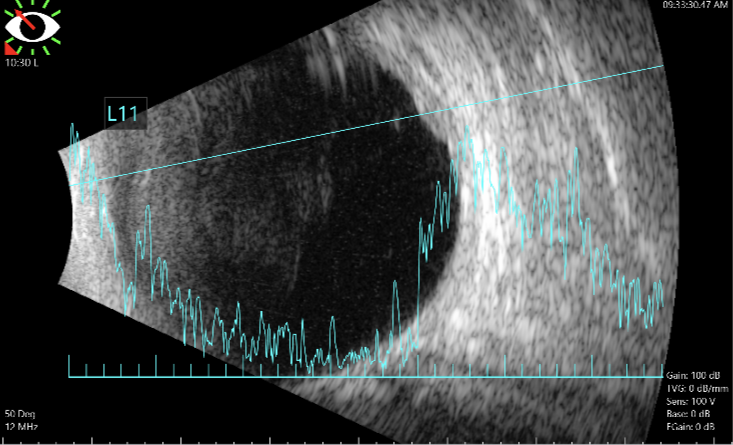 09:33:30.47 AM
10:30 L
L11
Gain: 100 dB
TVG: 0 dB/mm
Sens: 100 V
Base: 0 dB
FGain: 0 dB
50 Deg
12 MHz